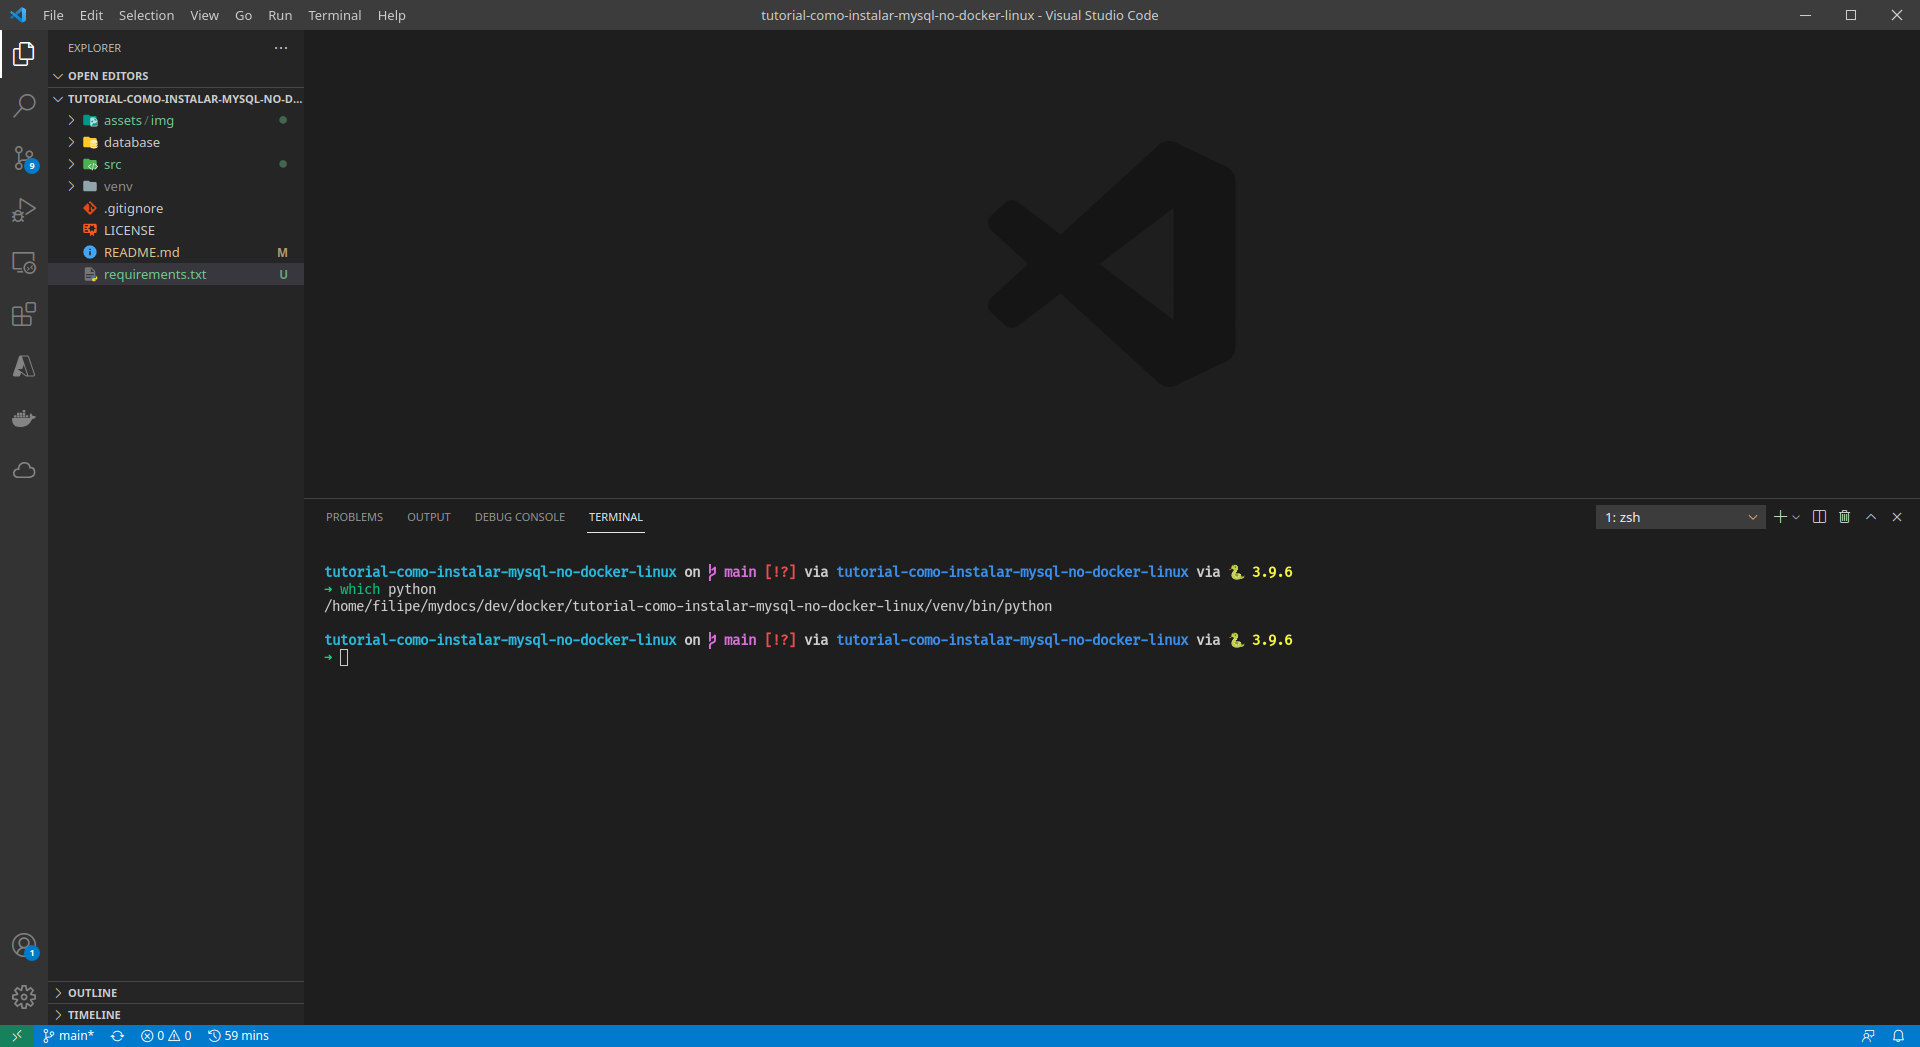 File Edit Selection View Go Run Terminal Help
tutorial-como-instalar-mysql-no-docker-linux - Visual Studio Code
EXPLORER
OPEN EDITORS
TUTORIAL-COMO-INSTALAR-MYSQL-NO-D...
assets / img
database
src
venv
.gitignore
LICENSE
README.md M
requirements.txt U
9
PROBLEMS OUTPUT DEBUG CONSOLE TERMINAL
1: zsh
tutorial-como-instalar-mysql-no-docker-linux on main [!?] via tutorial-como-instalar-mysql-no-docker-linux via 🐍 3.9.6
➜ which python
/home/filipe/mydocs/dev/docker/tutorial-como-instalar-mysql-no-docker-linux/venv/bin/python
tutorial-como-instalar-mysql-no-docker-linux on main [!?] via tutorial-como-instalar-mysql-no-docker-linux via 🐍 3.9.6
➜
1
OUTLINE
TIMELINE
main* 0 0 59 mins